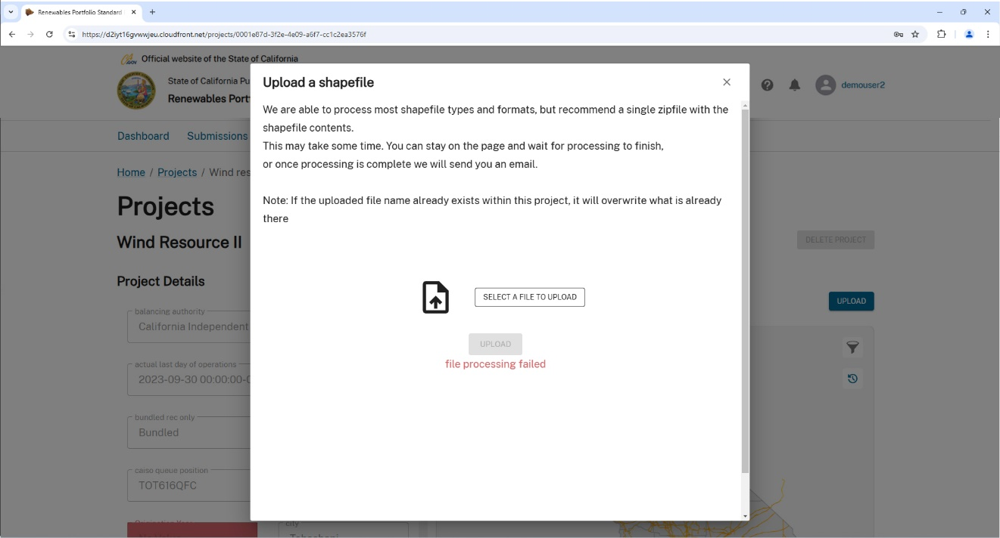 Renewables Portfolio Standard
https://d2iyt16gvwwjeu.cloudfront.net/projects/0001e87d-3f2e-4e09-a6f7-cc1c2ea3576f
CA.GOV Official website of the State of California
State of California Pu
Renewables Port
demouser2
Dashboard Submissions
Home / Projects / Wind res
Projects
Wind Resource II
DELETE PROJECT
Project Details
UPLOAD
balancing authority
California Independent
actual last day of operations
2023-09-30 00:00:00-0
bundled rec only
Bundled
caiso queue position
TOT616QFC
city
Upload a shapefile
We are able to process most shapefile types and formats, but recommend a single zipfile with the
shapefile contents.
This may take some time. You can stay on the page and wait for processing to finish,
or once processing is complete we will send you an email.
Note: If the uploaded file name already exists within this project, it will overwrite what is already
there
SELECT A FILE TO UPLOAD
UPLOAD
file processing failed